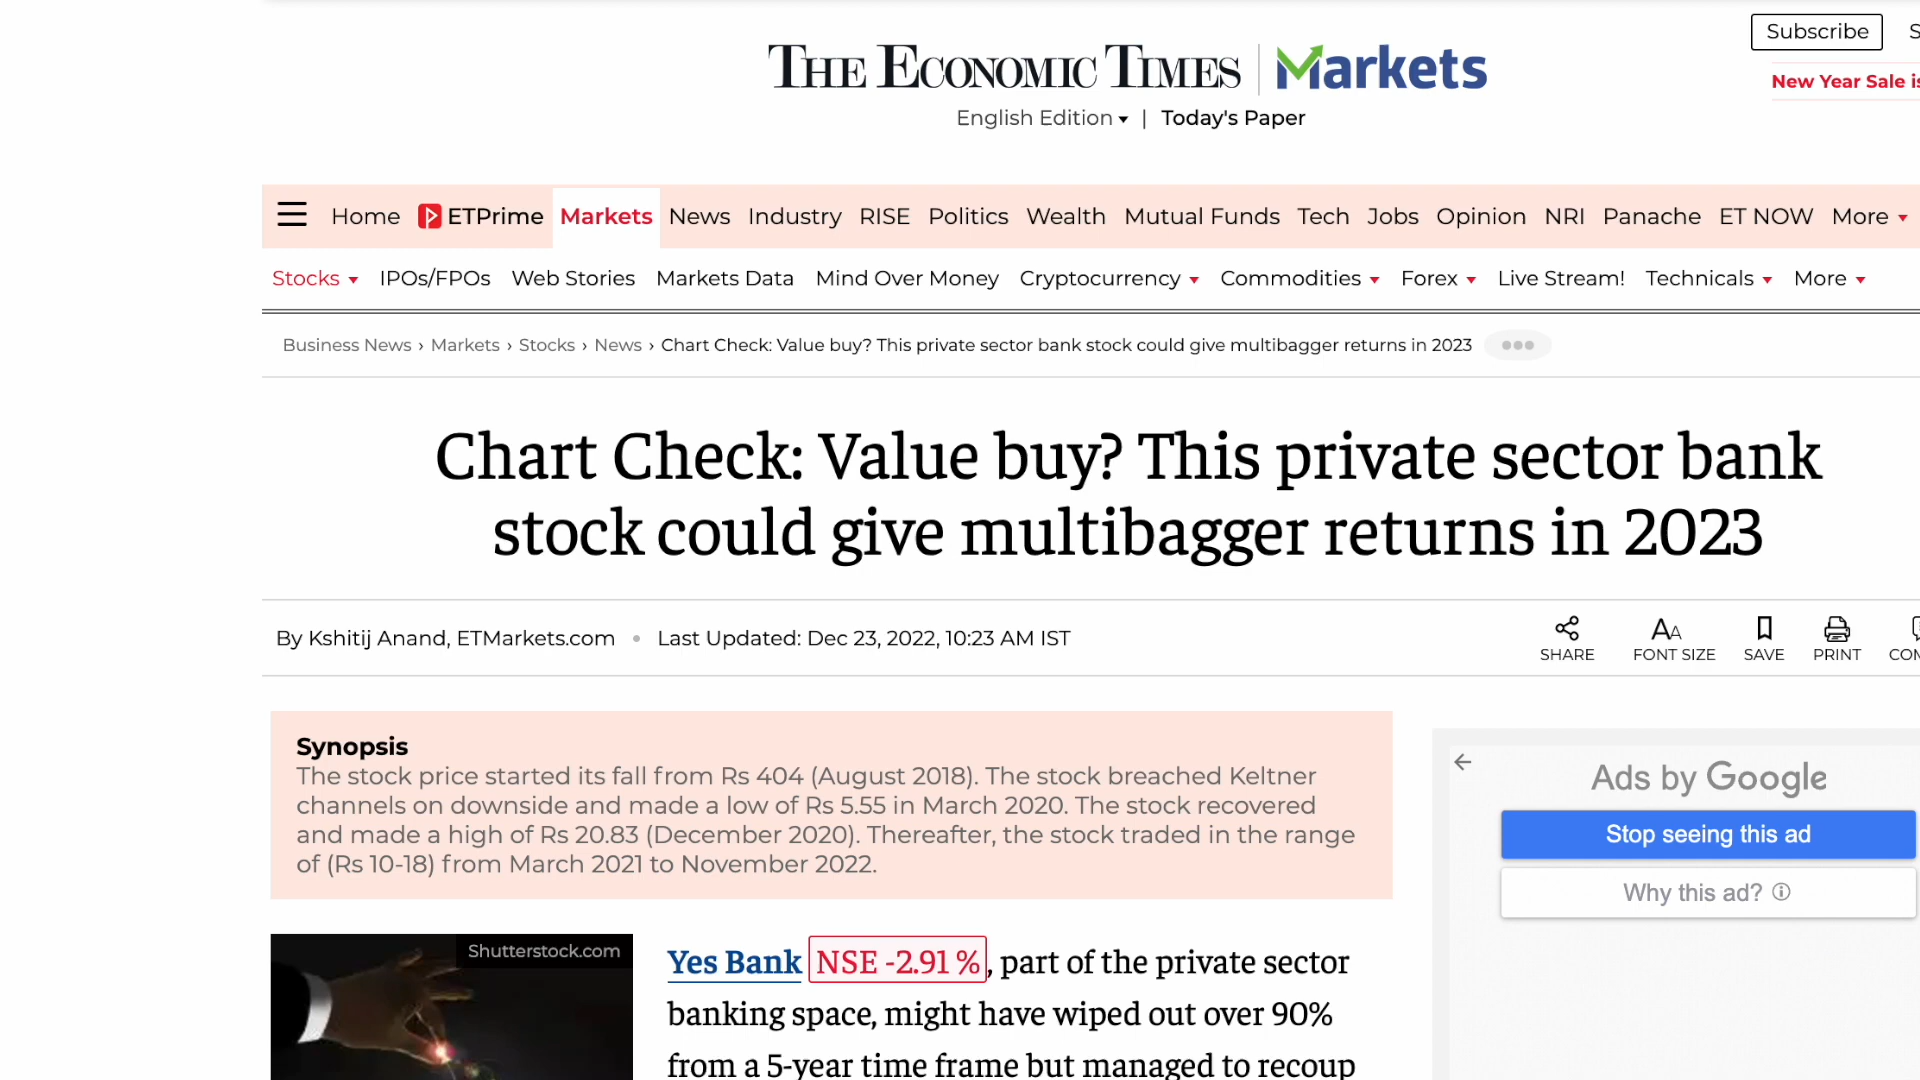 THE ECONOMIC TIMES | Markets
Subscribe
English Edition | Today's Paper
New Year Sale
Home ETPrime Markets News Industry RISE Politics Wealth Mutual Funds Tech Jobs Opinion NRI Panache ET NOW More
Stocks IPOs/FPOs Web Stories Markets Data Mind Over Money Cryptocurrency Commodities Forex Live Stream! Technicals More
Business News › Markets › Stocks › News › Chart Check: Value buy? This private sector bank stock could give multibagger returns in 2023
Chart Check: Value buy? This private sector bank
stock could give multibagger returns in 2023
By Kshitij Anand, ETMarkets.com • Last Updated: Dec 23, 2022, 10:23 AM IST
SHARE FONT SIZE SAVE PRINT
Synopsis
The stock price started its fall from Rs 404 (August 2018). The stock breached Keltner
channels on downside and made a low of Rs 5.55 in March 2020. The stock recovered
and made a high of Rs 20.83 (December 2020). Thereafter, the stock traded in the range
of (Rs 10-18) from March 2021 to November 2022.
Ads by Google
Stop seeing this ad
Why this ad?
Shutterstock.com
Yes Bank NSE -2.91 %, part of the private sector
banking space, might have wiped out over 90%
from a 5-year time frame but managed to recoup